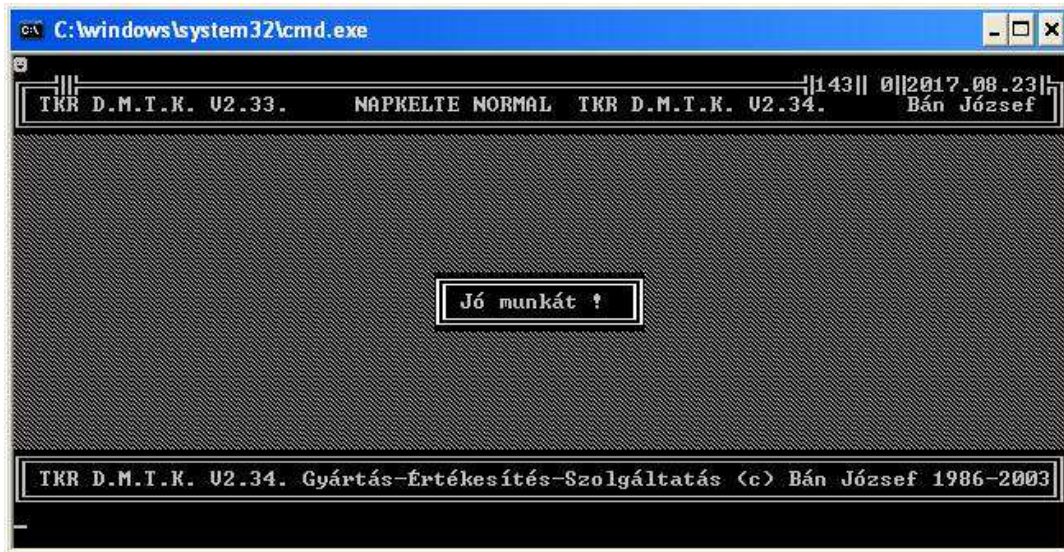 C:\windows\system32\cmd.exe
143 0 2017.08.23
TKR D.M.T.K. V2.33. NAPKELTE NORMAL TKR D.M.T.K. V2.34. Bán József
Jó munkát !
TKR D.M.T.K. V2.34. Gyártás-Értékesítés-Szolgáltatás (c) Bán József 1986-2003